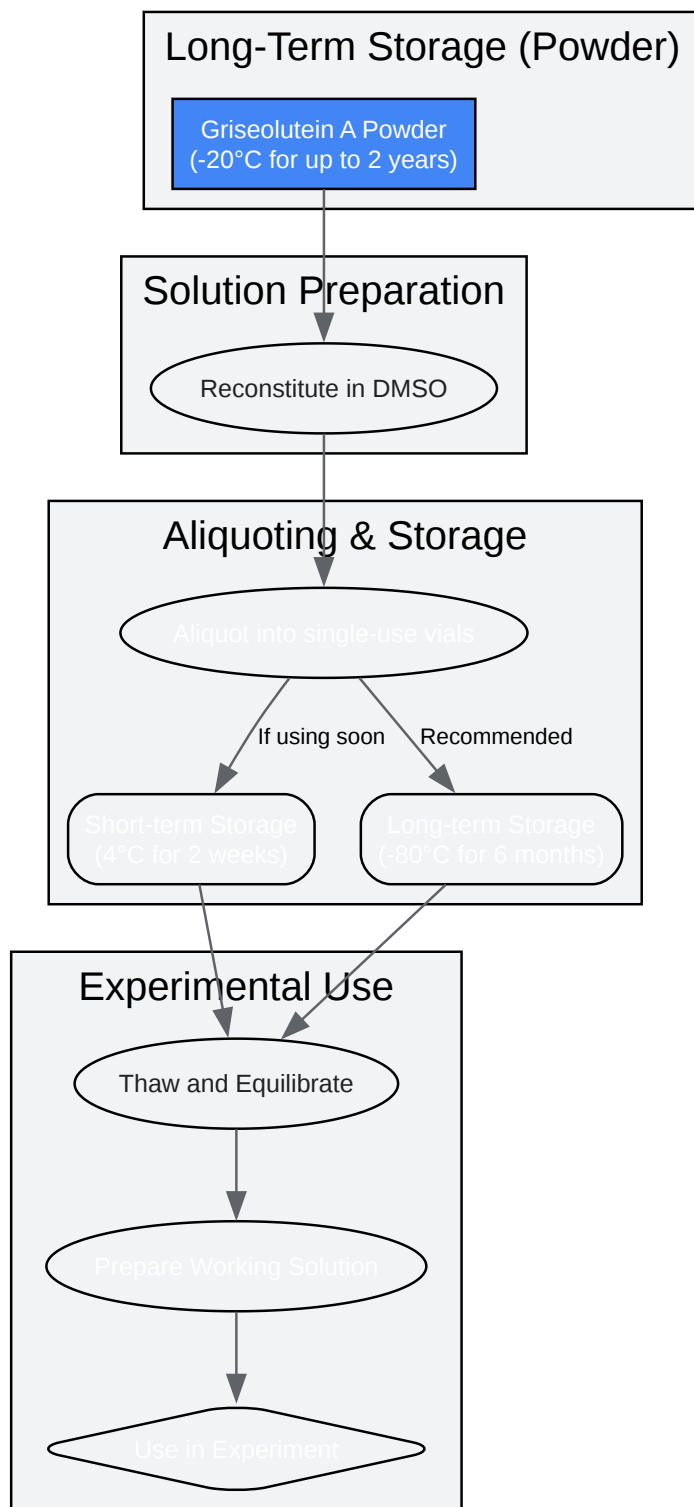 Long-Term Storage (Powder)
Griseolutein A Powder
(-20°C for up to 2 years)
Solution Preparation
Reconstitute in DMSO
Aliquoting & Storage
Aliquot into single-use vials
If using soon
Recommended
Short-term Storage
(4°C for 2 weeks)
Long-term Storage
(-80°C for 6 months)
Experimental Use
Thaw and Equilibrate
Prepare Working Solution
Use in Experiment